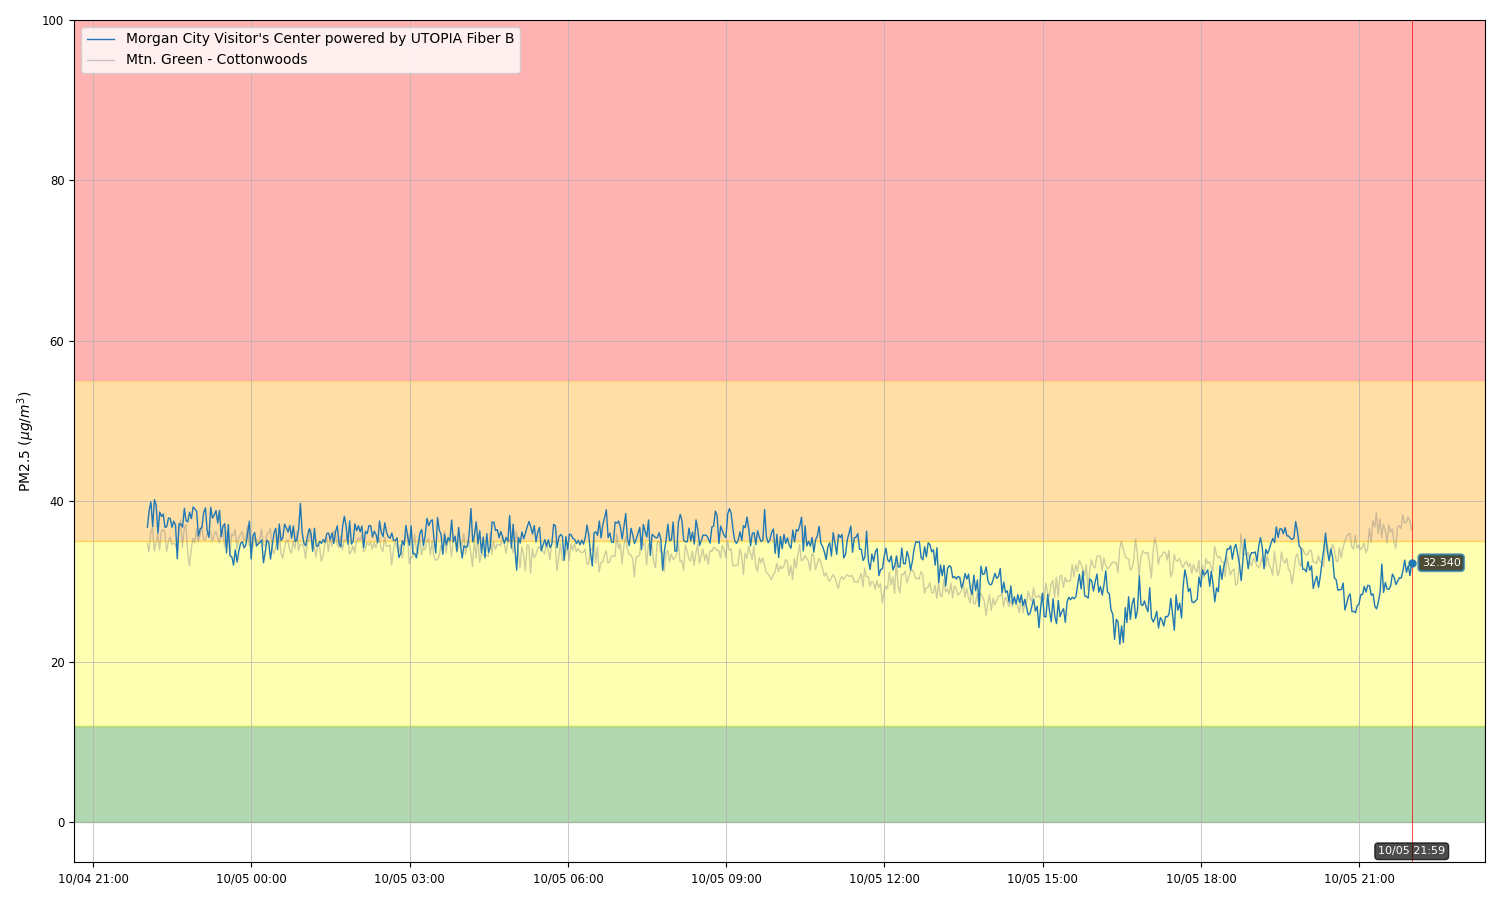 100
Morgan City Visitor's Center powered by UTOPIA Fiber B
Mtn. Green - Cottonwoods
80
60
PM2.5 (μg/m³)
40
32.340
20
0
10/05 21:59
10/04 21:00 10/05 00:00 10/05 03:00 10/05 06:00 10/05 09:00 10/05 12:00 10/05 15:00 10/05 18:00 10/05 21:00